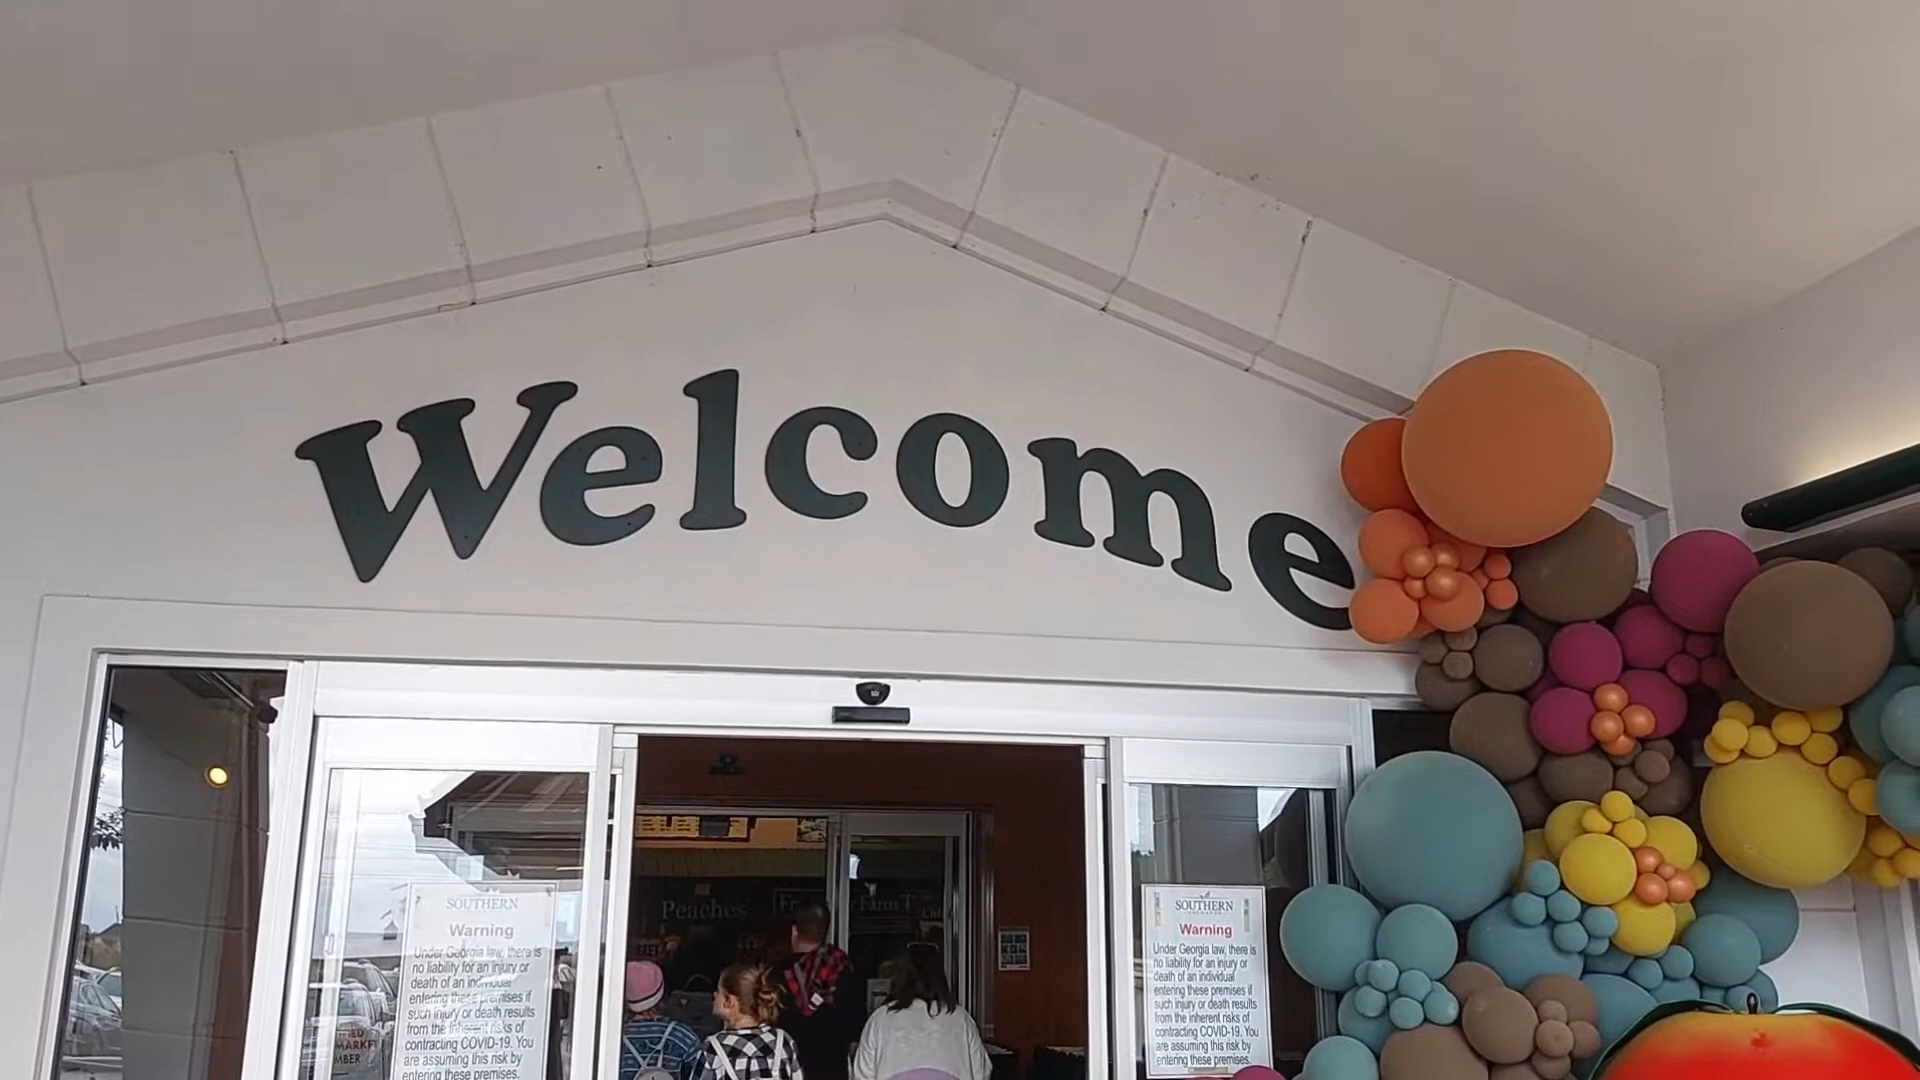 Welcome
Peaches
SOUTHERN
Warning
Under Georgia law, there is
no liability for an injury or
death of an individual
entering these premises if
such injury or death results
from the inherent risks of
contracting COVID-19. You
are assuming this risk by
entering these premises.
SOUTHERN
Warning
Under Georgia law, there is
no liability for an injury or
death of an individual
entering these premises if
such injury or death results
from the inherent risks of
contracting COVID-19. You
are assuming this risk by
entering these premises.
MARKET